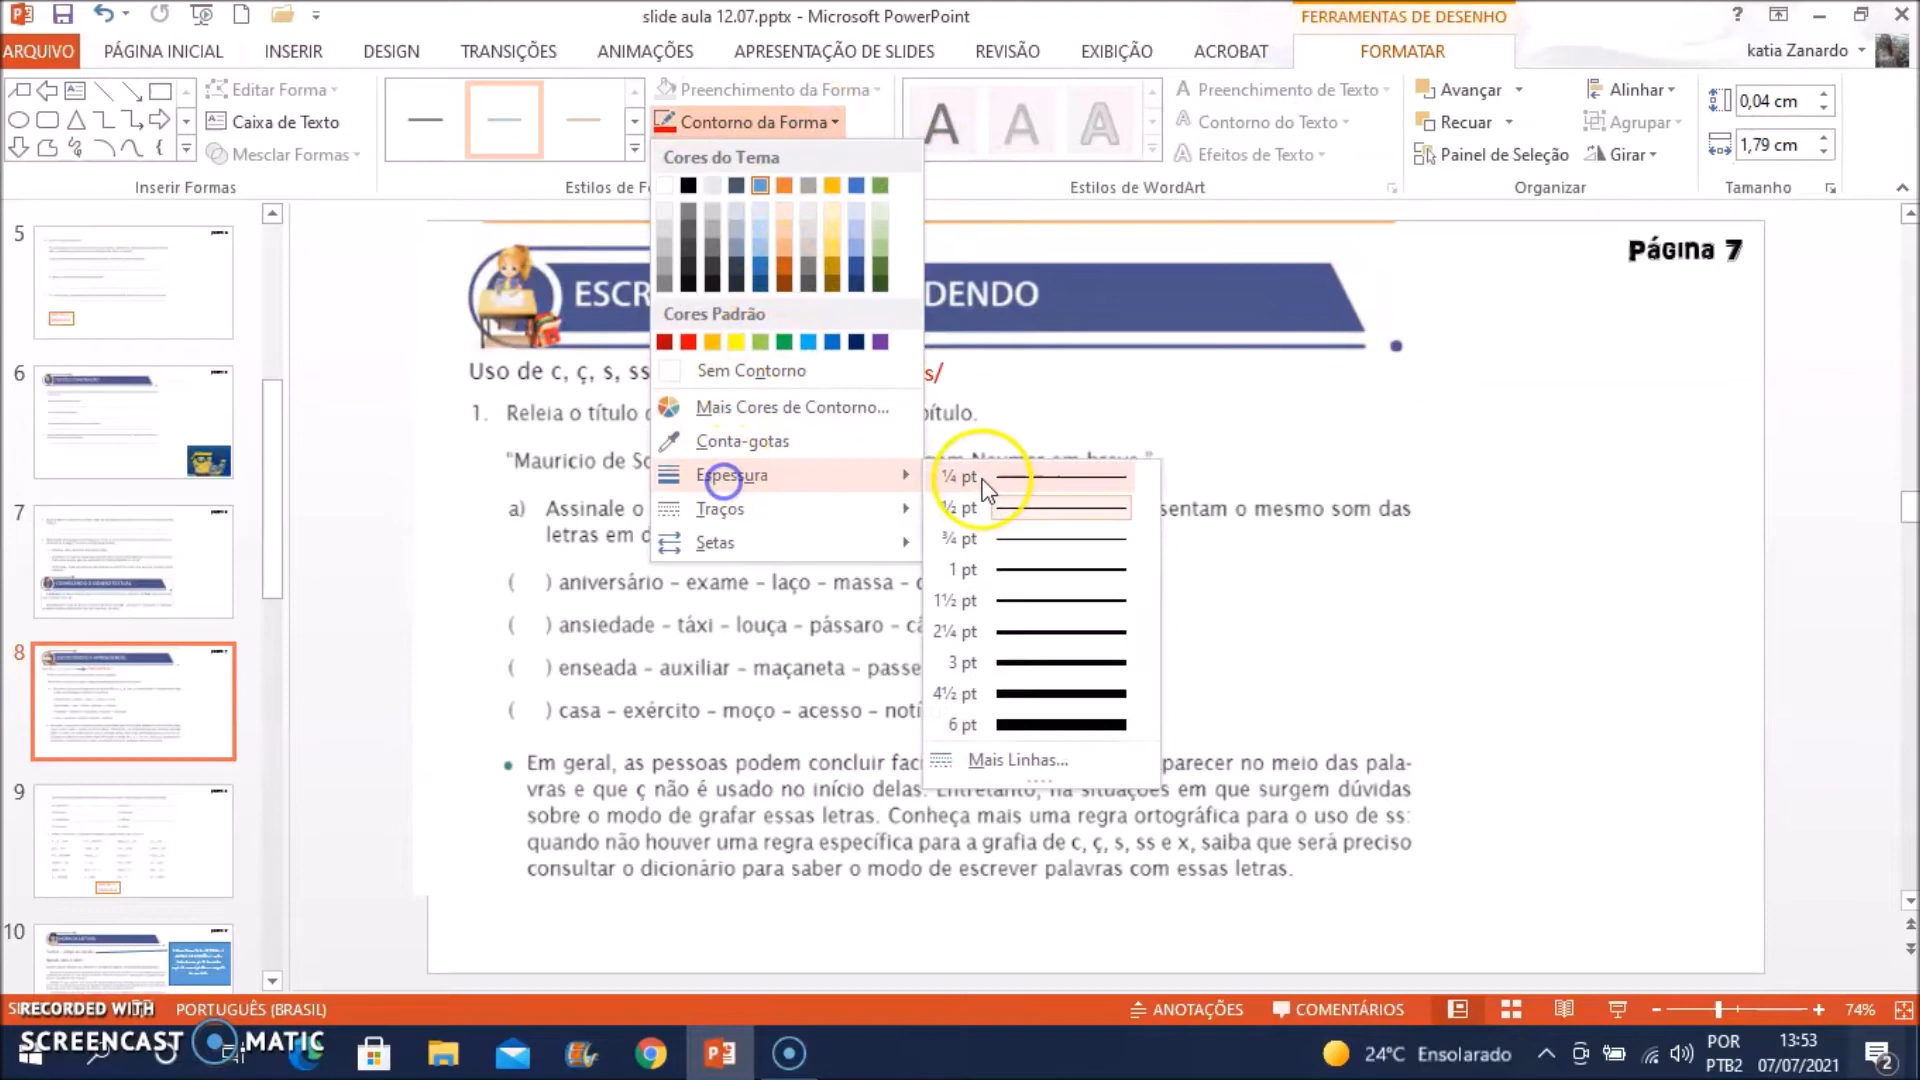 slide aula 12.07.pptx - Microsoft PowerPoint
FERRAMENTAS DE DESENHO
?
ARQUIVO
PÁGINA INICIAL
INSERIR
DESIGN
TRANSIÇÕES
ANIMAÇÕES
APRESENTAÇÃO DE SLIDES
REVISÃO
EXIBIÇÃO
ACROBAT
FORMATAR
katia Zanardo
Editar Forma
Caixa de Texto
Mesclar Formas
Inserir Formas
Preenchimento da Forma
Contorno da Forma
Estilos de F
A A A
Preenchimento de Texto
Contorno do Texto
Efeitos de Texto
Estilos de WordArt
Avançar
Recuar
Painel de Seleção
Alinhar
Agrupar
Girar
Organizar
0,04 cm
1,79 cm
Tamanho
Cores do Tema
Cores Padrão
Sem Contorno
Mais Cores de Contorno...
Conta-gotas
Espessura
Traços
Setas
¼ pt
½ pt
¾ pt
1 pt
1½ pt
2¼ pt
3 pt
4½ pt
6 pt
Mais Linhas...
5
6
7
8
9
10
Página 7
ESCR DENDO
Uso de c, ç, s, ss s/
1. Releia o título pítulo.
"Mauricio de So
a) Assinale o sentam o mesmo som das
letras em d
( ) aniversário – exame – laço – massa –
( ) ansiedade – táxi – louça – pássaro –
( ) enseada – auxiliar – maçaneta – passe
( ) casa – exército – moço – acesso – notí
• Em geral, as pessoas podem concluir faci parecer no meio das pala-
vras e que ç não é usado no início delas. Entretanto, há situações em que surgem dúvidas
sobre o modo de grafar essas letras. Conheça mais uma regra ortográfica para o uso de ss:
quando não houver uma regra específica para a grafia de c, ç, s, ss e x, saiba que será preciso
consultar o dicionário para saber o modo de escrever palavras com essas letras.
RECORDED WITH
SCREENCAST MATIC
PORTUGUÊS (BRASIL)
ANOTAÇÕES
COMENTÁRIOS
74%
24°C Ensolarado
POR
PTB2
13:53
07/07/2021
2